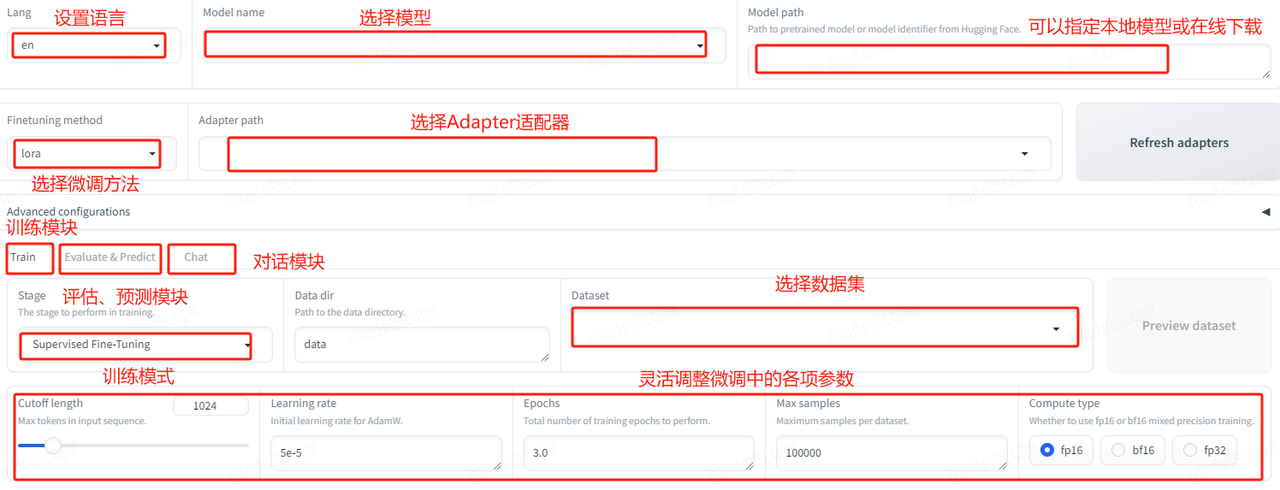 Lang
设置语言
Model name
选择模型
Model path
Path to pretrained model or model identifier from Hugging Face.
可以指定本地模型或在线下载
en
Finetuning method
Adapter path
选择Adapter适配器
lora
Refresh adapters
选择微调方法
Advanced configurations
训练模块
Train
Evaluate & Predict
Chat
对话模块
Stage
评估、预测模块
The stage to perform in training.
Supervised Fine-Tuning
训练模式
Data dir
Path to the data directory.
data
Dataset
选择数据集
Preview dataset
灵活调整微调中的各项参数
Cutoff length
1024
Max tokens in input sequence.
Learning rate
Initial learning rate for AdamW.
5e-5
Epochs
Total number of training epochs to perform.
3.0
Max samples
Maximum samples per dataset.
100000
Compute type
Whether to use fp16 or bf16 mixed precision training.
fp16
bf16
fp32
ModelScope